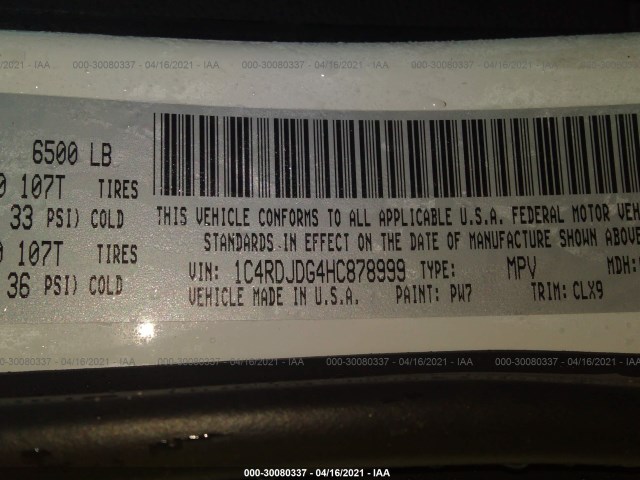 000-30080337 - 04/16/2021 - IAA 000-30080337 - 04/16/2021 - IAA 000-30080337 - 04/16/2021 - IAA
6500 LB
107T TIRES
33 PSI) COLD
107T TIRES
36 PSI) COLD
THIS VEHICLE CONFORMS TO ALL APPLICABLE U.S.A. FEDERAL MOTOR VEH
STANDARDS IN EFFECT ON THE DATE OF MANUFACTURE SHOWN ABOVE
VIN: 1C4RDJDG4HC878999 TYPE: MPV MDH:
VEHICLE MADE IN U.S.A. PAINT: PW7 TRIM: CLX9
000-30080337 - 04/16/2021 - IAA 000-30080337 - 04/16/2021 - IAA
000-30080337 - 04/16/2021 - IAA